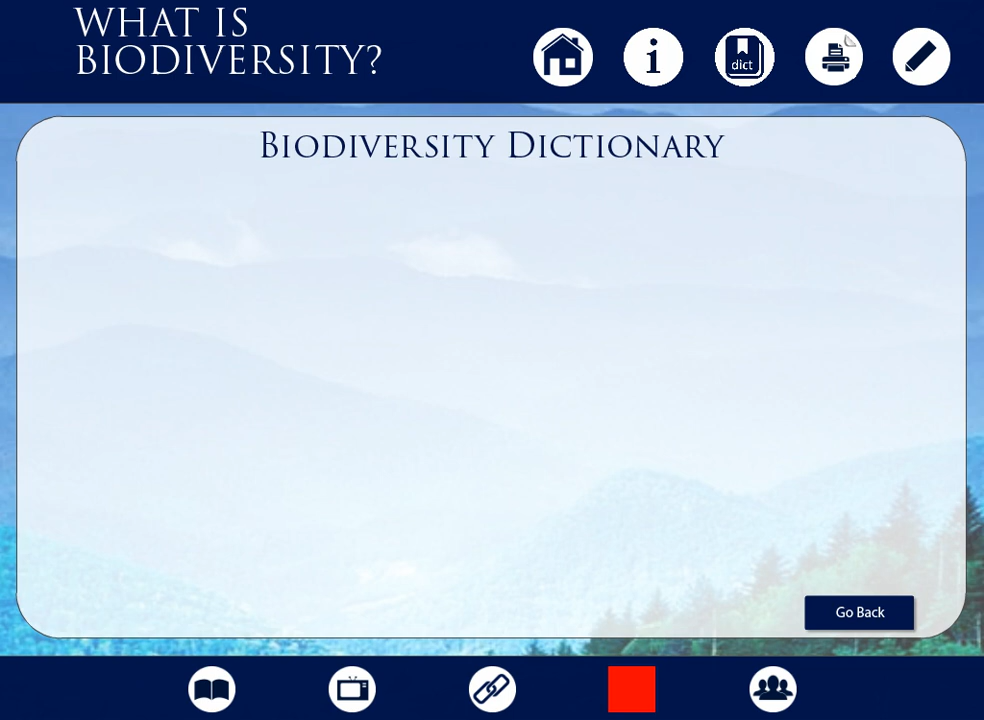 WHAT IS
BIODIVERSITY?
i
dict
BIODIVERSITY DICTIONARY
Go Back